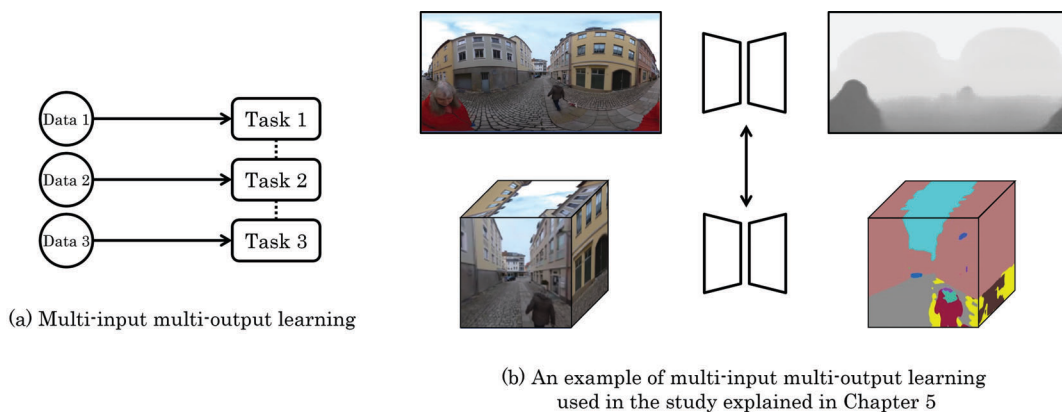 Data 1
Task 1
Data 2
Task 2
Data 3
Task 3
(a) Multi-input multi-output learning
(b) An example of multi-input multi-output learning
used in the study explained in Chapter 5